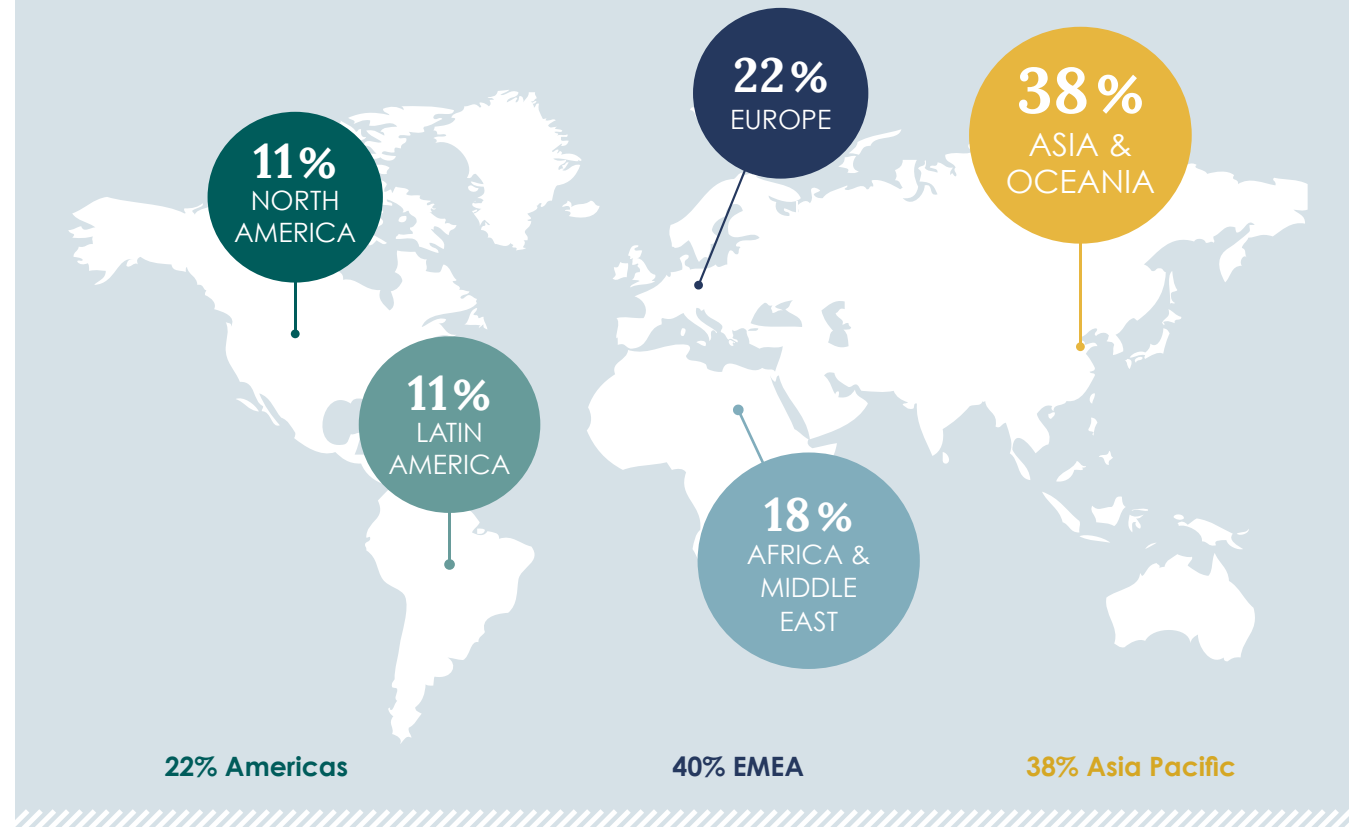 22%
EUROPE
38%
ASIA &
OCEANIA
11%
NORTH
AMERICA
11%
LATIN
AMERICA
18%
AFRICA &
MIDDLE
EAST
22% Americas
40% EMEA
38% Asia Pacific